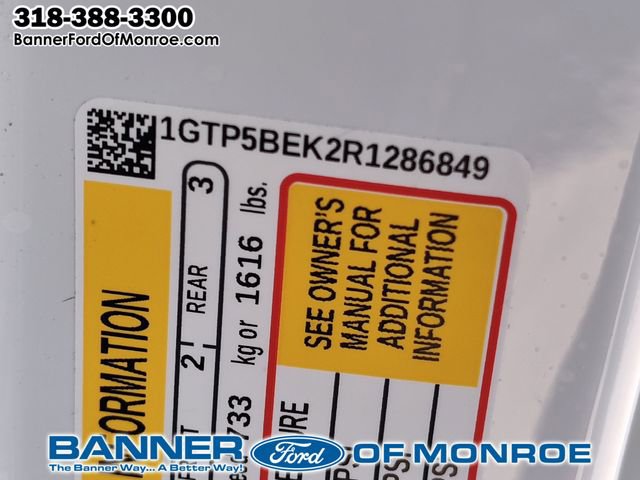 318-388-3300
BannerFordOfMonroe.com
1GTP5BEK2R1286849
REAR 3
2
733 kg or 1616 lbs.
SEE OWNER'S
MANUAL FOR
ADDITIONAL
INFORMATION
BANNER Ford OF MONROE
The Banner Way... A Better Way!